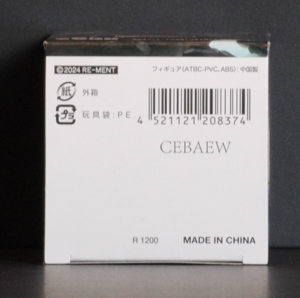 ©2024 RE-MENT
フィギュア(ATBC-PVC、ABS):中国製
紙 外箱
プラ 玩具袋:PE
4 521121 208374
CEBAEW
R 1200
MADE IN CHINA